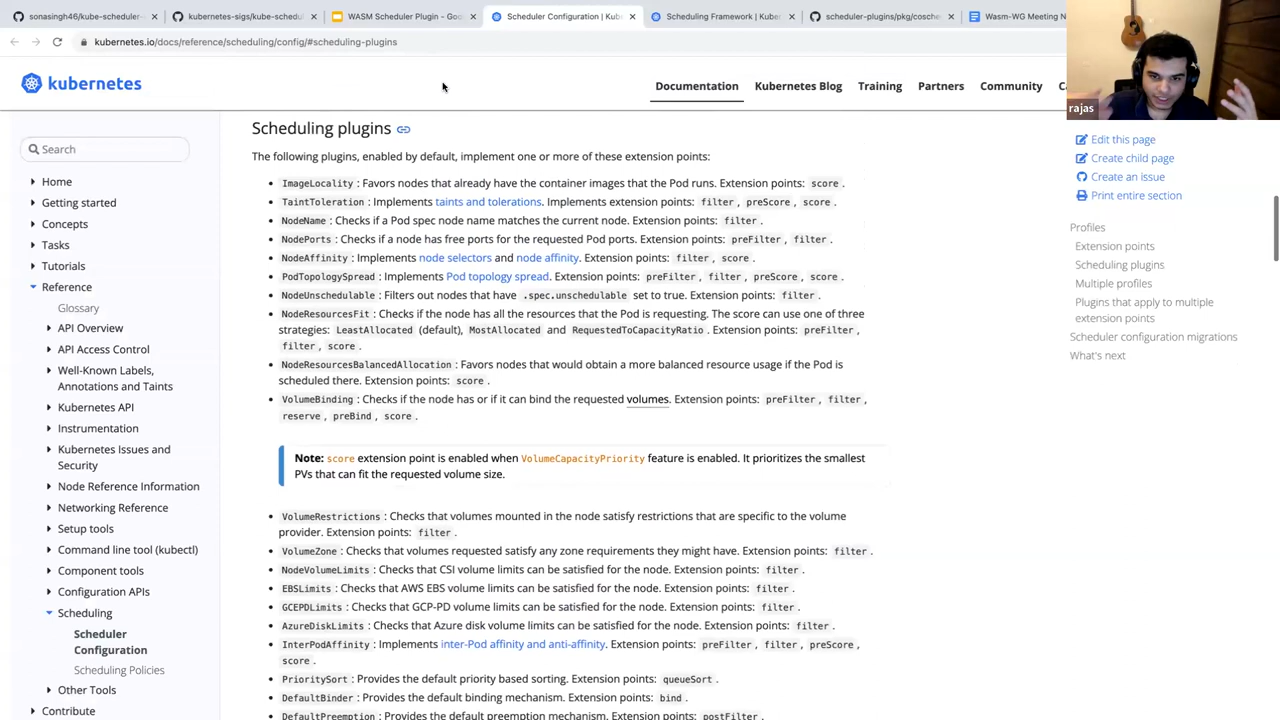 sonasingh46/kube-scheduler-
kubernetes-sigs/kube-schedul
WASM Scheduler Plugin - Goo
Scheduler Configuration | Kub
Scheduling Framework | Kube
scheduler-plugins/pkg/cosche
Wasm-WG Meeting N
kubernetes.io/docs/reference/scheduling/config/#scheduling-plugins
rajas
kubernetes
Documentation
Kubernetes Blog
Training
Partners
Community
Search
Home
Getting started
Concepts
Tasks
Tutorials
Reference
Glossary
API Overview
API Access Control
Well-Known Labels,
Annotations and Taints
Kubernetes API
Instrumentation
Kubernetes Issues and
Security
Node Reference Information
Networking Reference
Setup tools
Command line tool (kubectl)
Component tools
Configuration APIs
Scheduling
Scheduler
Configuration
Scheduling Policies
Other Tools
Contribute
Scheduling plugins
The following plugins, enabled by default, implement one or more of these extension points:
• ImageLocality : Favors nodes that already have the container images that the Pod runs. Extension points: score .
• TaintToleration : Implements taints and tolerations. Implements extension points: filter , preScore , score .
• NodeName : Checks if a Pod spec node name matches the current node. Extension points: filter .
• NodePorts : Checks if a node has free ports for the requested Pod ports. Extension points: preFilter , filter .
• NodeAffinity : Implements node selectors and node affinity. Extension points: filter , score .
• PodTopologySpread : Implements Pod topology spread. Extension points: preFilter , filter , preScore , score .
• NodeUnschedulable : Filters out nodes that have .spec.unschedulable set to true. Extension points: filter .
• NodeResourcesFit : Checks if the node has all the resources that the Pod is requesting. The score can use one of three
strategies: LeastAllocated (default), MostAllocated and RequestedToCapacityRatio . Extension points: preFilter ,
filter , score .
• NodeResourcesBalancedAllocation : Favors nodes that would obtain a more balanced resource usage if the Pod is
scheduled there. Extension points: score .
• VolumeBinding : Checks if the node has or if it can bind the requested volumes. Extension points: preFilter , filter ,
reserve , preBind , score .
Note: score extension point is enabled when VolumeCapacityPriority feature is enabled. It prioritizes the smallest
PVs that can fit the requested volume size.
• VolumeRestrictions : Checks that volumes mounted in the node satisfy restrictions that are specific to the volume
provider. Extension points: filter .
• VolumeZone : Checks that volumes requested satisfy any zone requirements they might have. Extension points: filter .
• NodeVolumeLimits : Checks that CSI volume limits can be satisfied for the node. Extension points: filter .
• EBSLimits : Checks that AWS EBS volume limits can be satisfied for the node. Extension points: filter .
• GCEPDLimits : Checks that GCP-PD volume limits can be satisfied for the node. Extension points: filter .
• AzureDiskLimits : Checks that Azure disk volume limits can be satisfied for the node. Extension points: filter .
• InterPodAffinity : Implements inter-Pod affinity and anti-affinity. Extension points: preFilter , filter , preScore ,
score .
• PrioritySort : Provides the default priority based sorting. Extension points: queueSort .
• DefaultBinder : Provides the default binding mechanism. Extension points: bind .
• DefaultPreemption : Provides the default preemption mechanism. Extension points: postFilter .
Edit this page
Create child page
Create an issue
Print entire section
Profiles
Extension points
Scheduling plugins
Multiple profiles
Plugins that apply to multiple
extension points
Scheduler configuration migrations
What's next